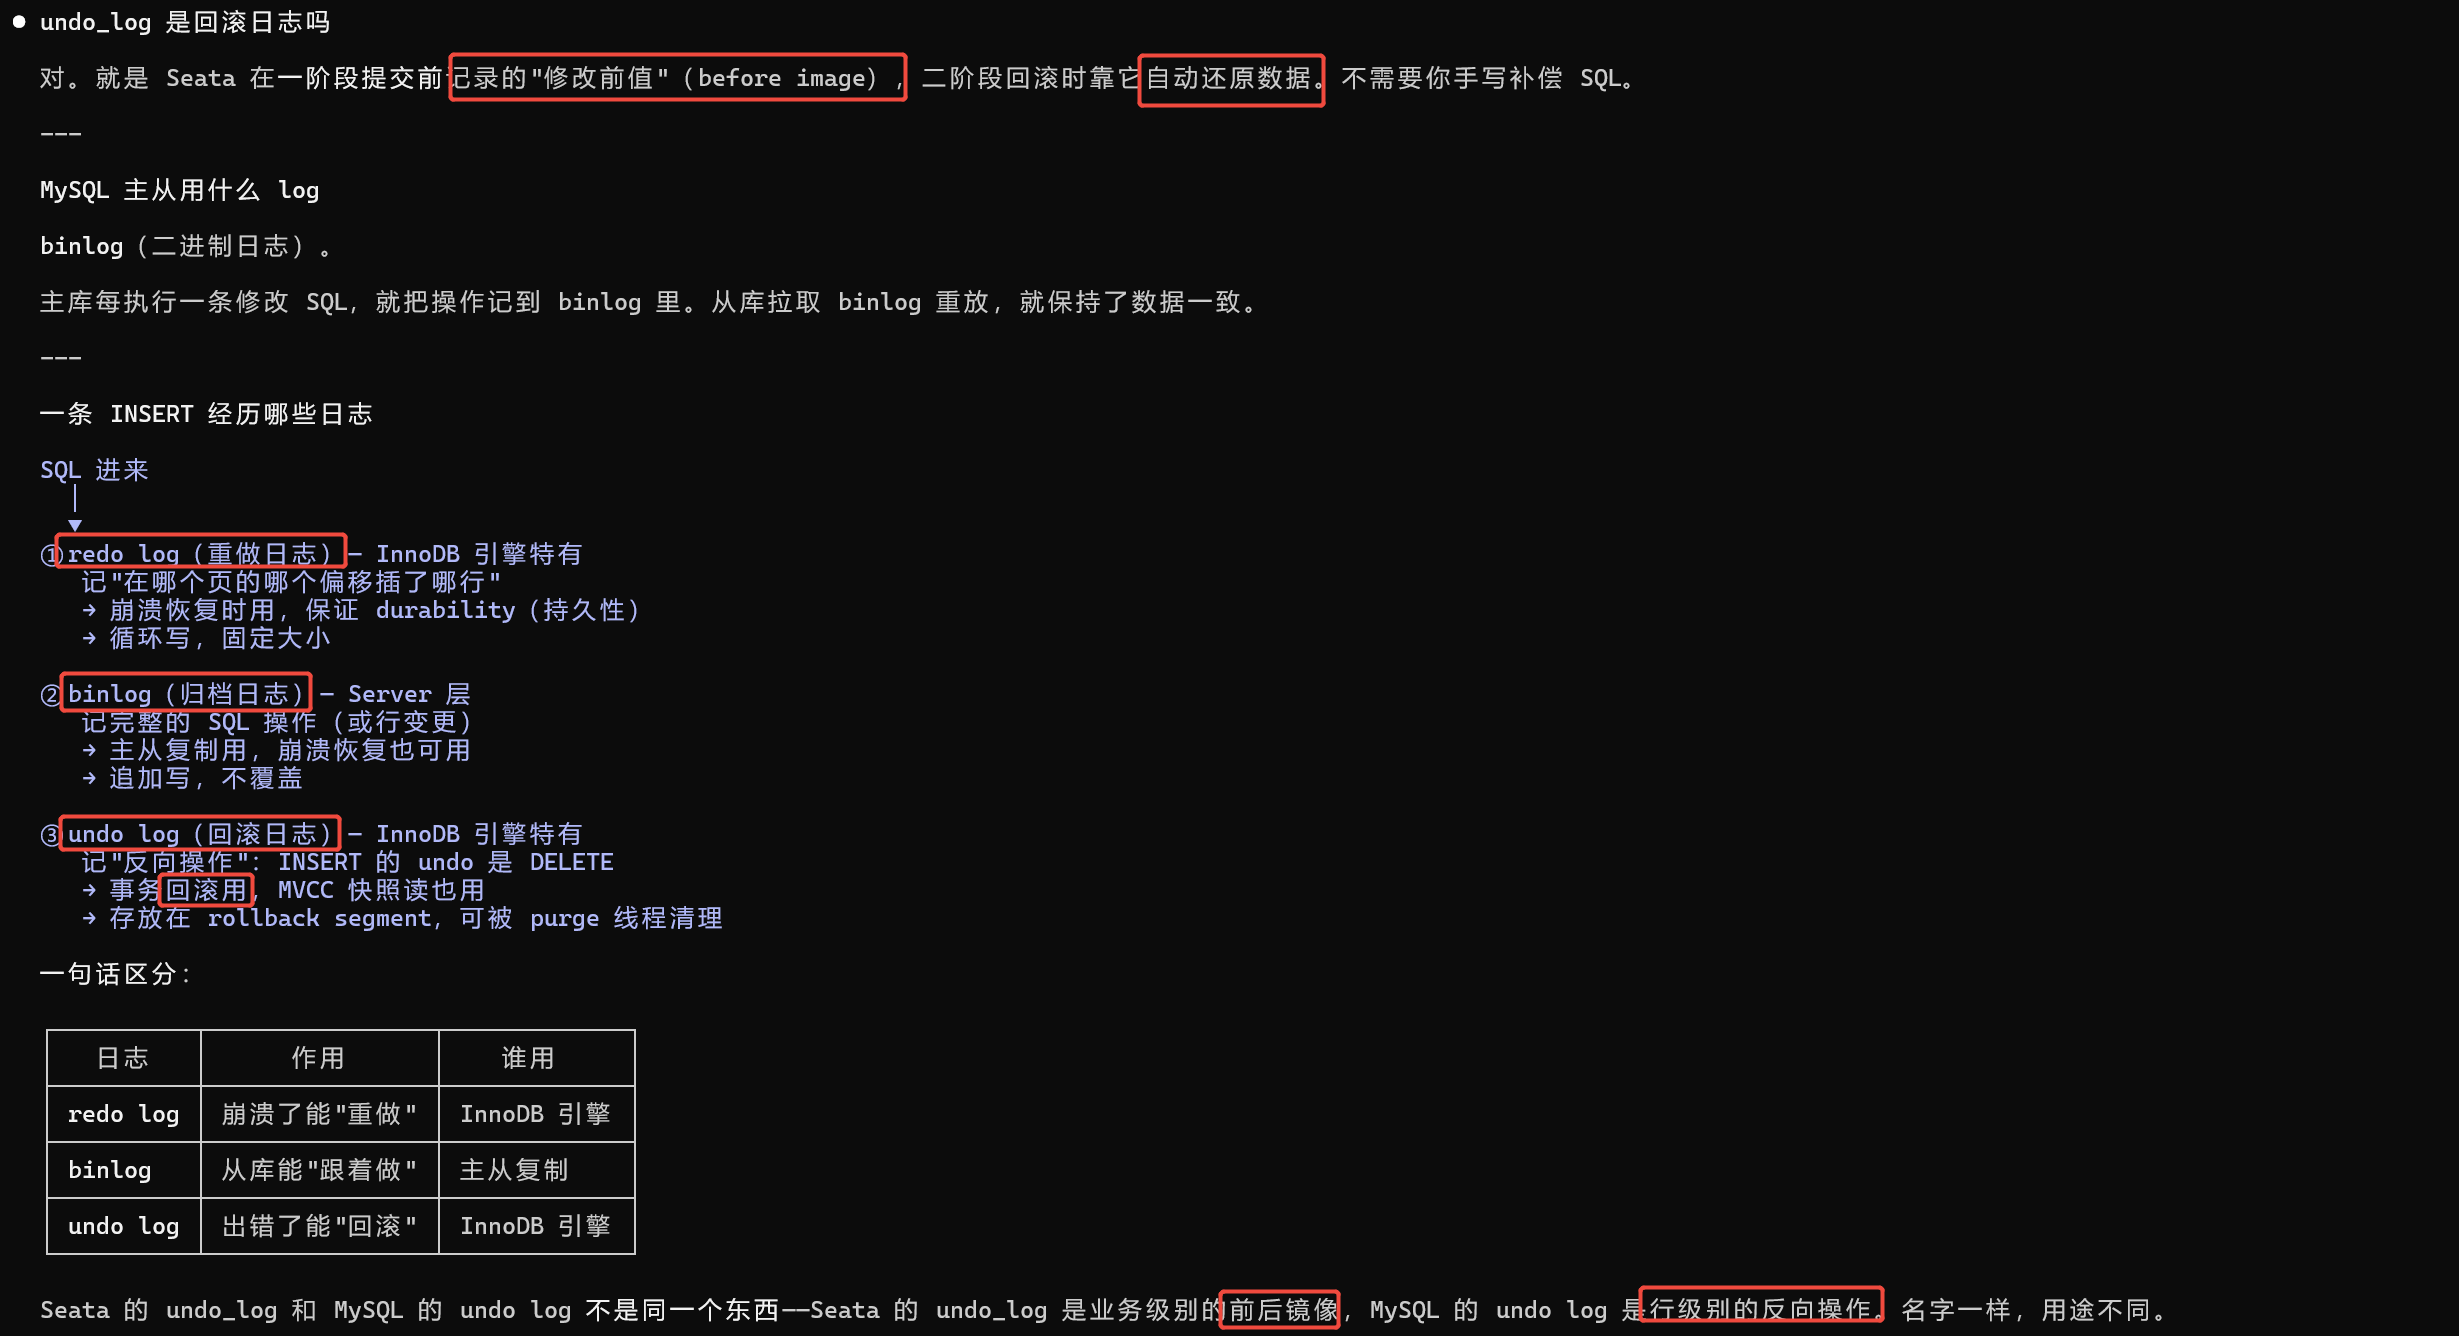 ● undo_log 是回滚日志吗
对。就是 Seata 在一阶段提交前记录的"修改前值"（before image），二阶段回滚时靠它自动还原数据。不需要你手写补偿 SQL。
---
MySQL 主从用什么 log
binlog（二进制日志）。
主库每执行一条修改 SQL，就把操作记到 binlog 里。从库拉取 binlog 重放，就保持了数据一致。
---
一条 INSERT 经历哪些日志
SQL 进来
│
▼
① redo log（重做日志）— InnoDB 引擎特有
记"在哪个页的哪个偏移插了哪行"
→ 崩溃恢复时用，保证 durability（持久性）
→ 循环写，固定大小
② binlog（归档日志）— Server 层
记完整的 SQL 操作（或行变更）
→ 主从复制用，崩溃恢复也可用
→ 追加写，不覆盖
③ undo log（回滚日志）— InnoDB 引擎特有
记"反向操作"：INSERT 的 undo 是 DELETE
→ 事务回滚用，MVCC 快照读也用
→ 存放在 rollback segment，可被 purge 线程清理
一句话区分：
日志 作用 谁用
redo log 崩溃了能"重做" InnoDB 引擎
binlog 从库能"跟着做" 主从复制
undo log 出错了能"回滚" InnoDB 引擎
Seata 的 undo_log 和 MySQL 的 undo log 不是同一个东西——Seata 的 undo_log 是业务级别的前后镜像，MySQL 的 undo log 是行级别的反向操作。名字一样，用途不同。